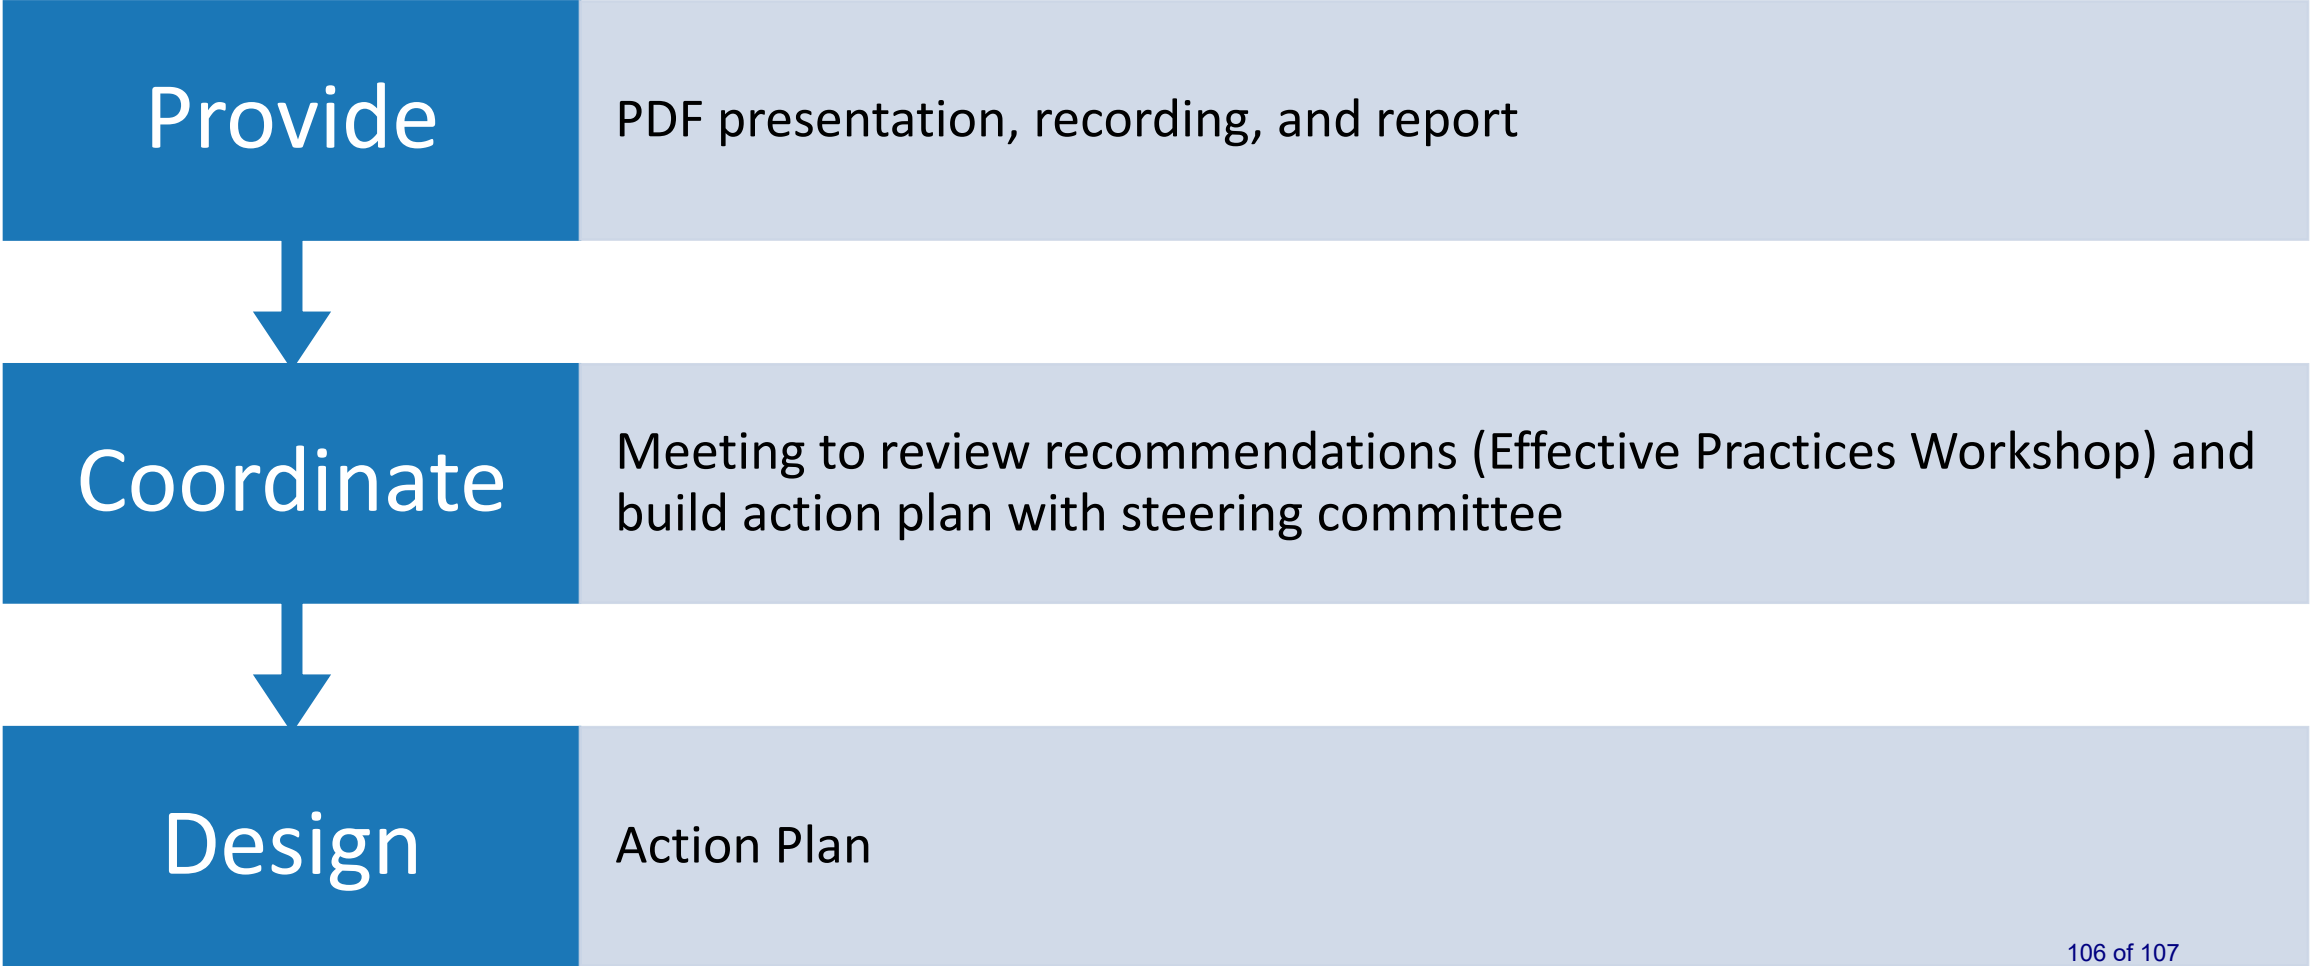 Provide
PDF presentation, recording, and report
Coordinate
Meeting to review recommendations (Effective Practices Workshop) and
build action plan with steering committee
Design
Action Plan
106 of 107